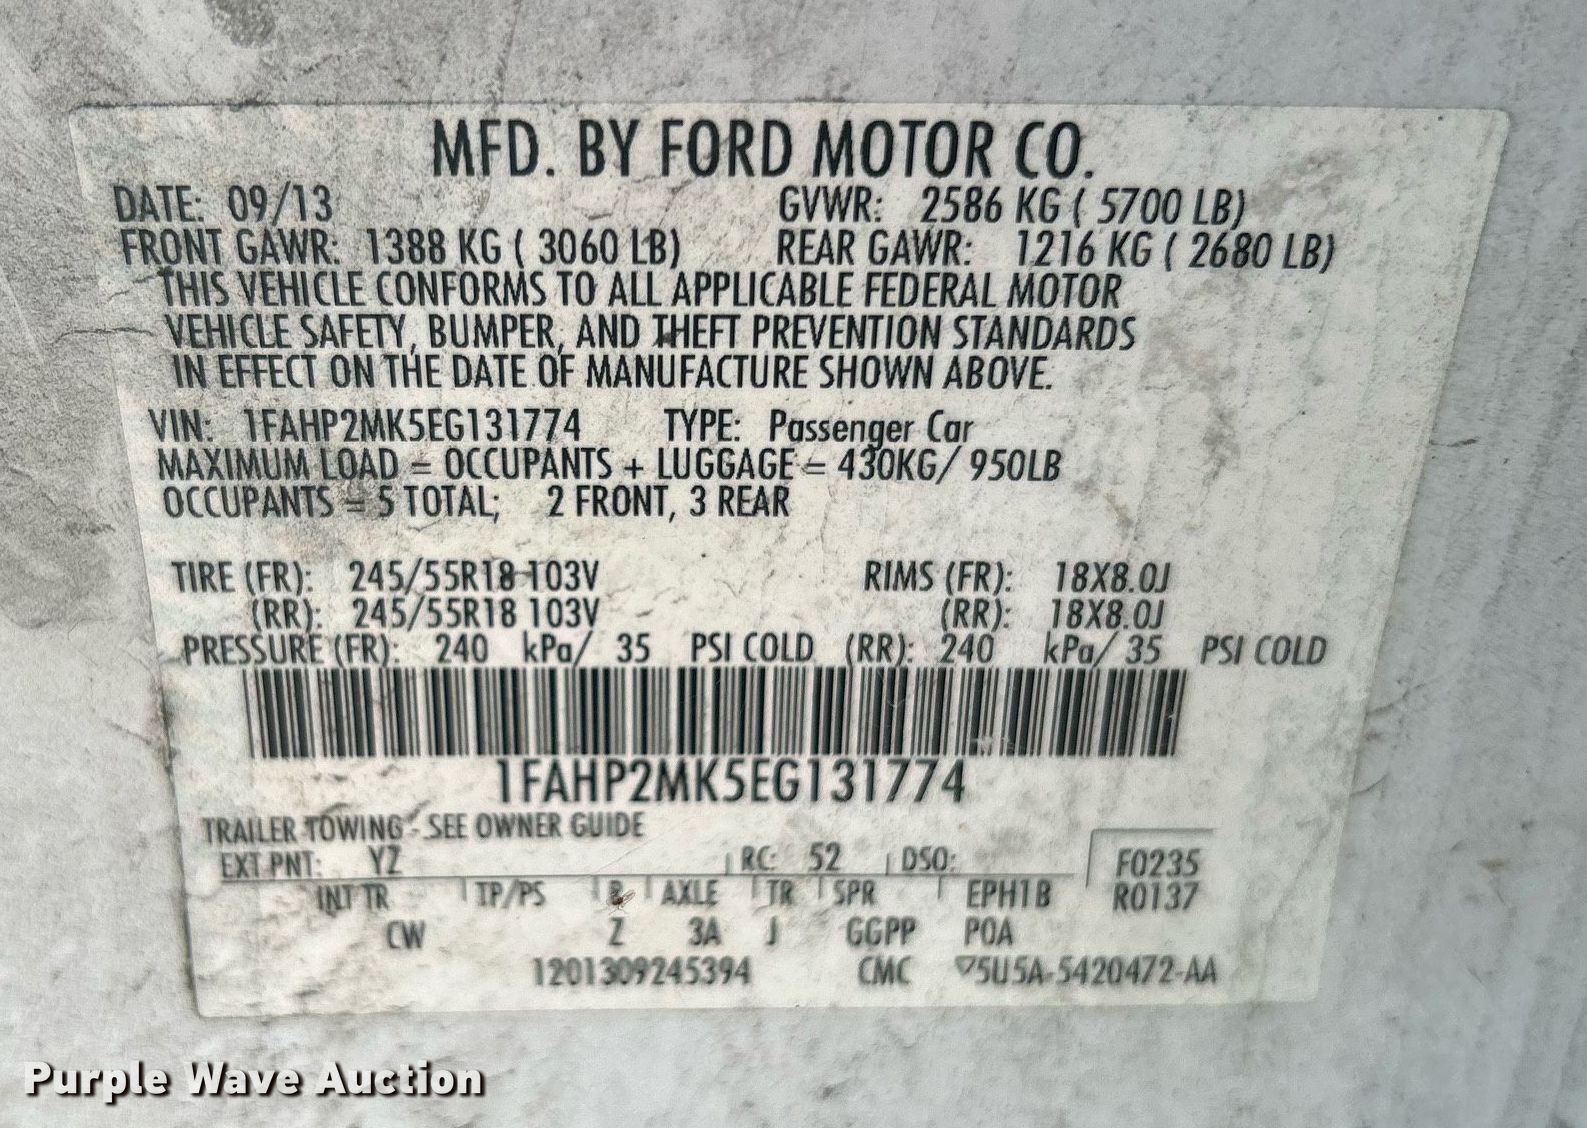 MFD. BY FORD MOTOR CO.
DATE: 09/13 GVWR: 2586 KG ( 5700 LB)
FRONT GAWR: 1388 KG ( 3060 LB) REAR GAWR: 1216 KG ( 2680 LB)
THIS VEHICLE CONFORMS TO ALL APPLICABLE FEDERAL MOTOR
VEHICLE SAFETY, BUMPER, AND THEFT PREVENTION STANDARDS
IN EFFECT ON THE DATE OF MANUFACTURE SHOWN ABOVE.
VIN: 1FAHP2MK5EG131774 TYPE: Passenger Car
MAXIMUM LOAD = OCCUPANTS + LUGGAGE = 430KG/ 950LB
OCCUPANTS = 5 TOTAL; 2 FRONT, 3 REAR
TIRE (FR): 245/55R18 103V RIMS (FR): 18X8.0J
(RR): 245/55R18 103V (RR): 18X8.0J
PRESSURE (FR): 240 kPa/ 35 PSI COLD (RR): 240 kPa/ 35 PSI COLD
1FAHP2MK5EG131774
TRAILER TOWING - SEE OWNER GUIDE
EXT PNT: YZ RC: 52 DSO: F0235
INT TR TP/PS R AXLE TR SPR EPH1B R0137
CW Z 3A J GGPP POA
1201309245394 CMC 5U5A-5420472-AA
Purple Wave Auction